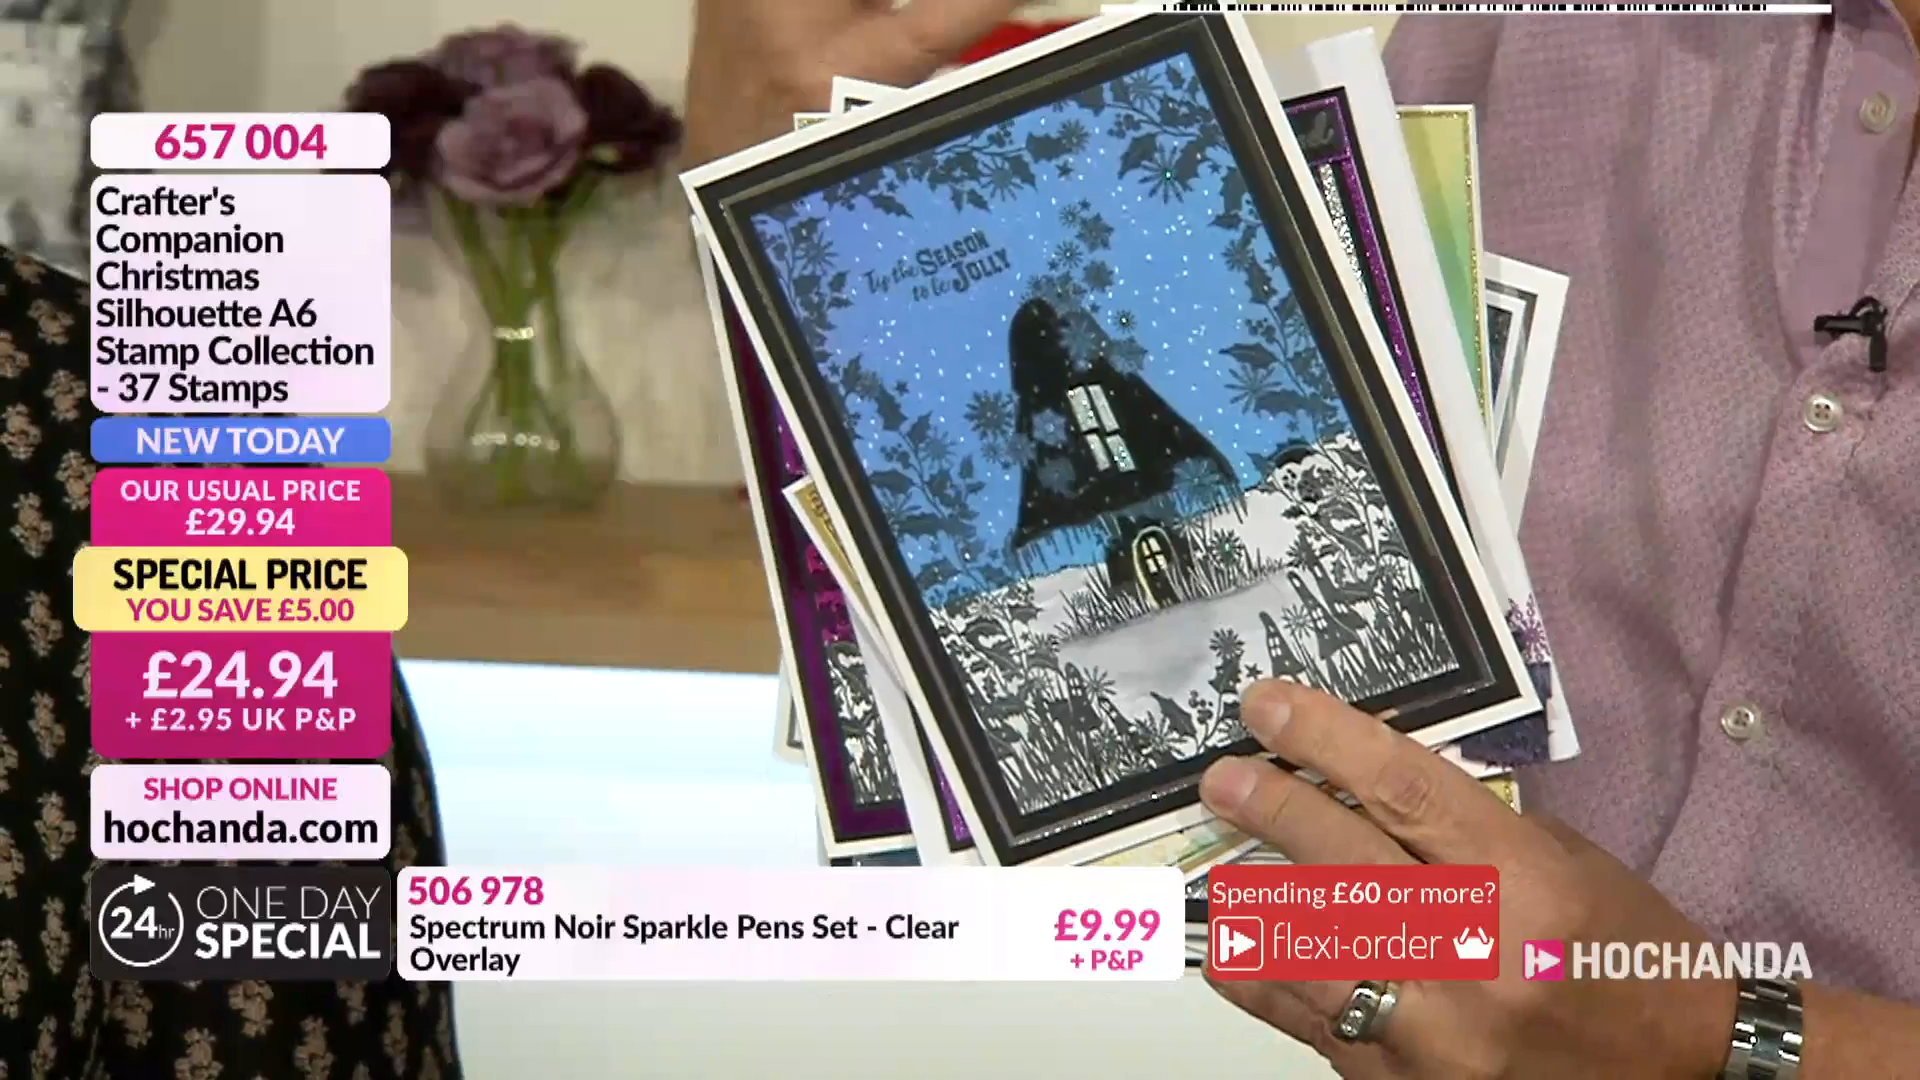 657 004
Crafter's
Companion
Christmas
Silhouette A6
Stamp Collection
- 37 Stamps
NEW TODAY
OUR USUAL PRICE
£29.94
SPECIAL PRICE
YOU SAVE £5.00
£24.94
+ £2.95 UK P&P
SHOP ONLINE
hochanda.com
24hr
ONE DAY
SPECIAL
506 978
Spectrum Noir Sparkle Pens Set - Clear
Overlay
£9.99
+ P&P
Spending £60 or more?
flexi-order
HOCHANDA
Tis the SEASON
to be JOLLY